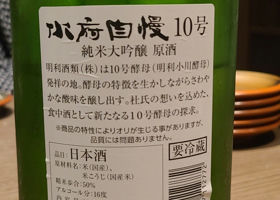 水府自慢 10号
純米大吟醸 原酒
明利酒類(株)は10号酵母(明利小川酵母)
発祥の地。酵母の特徴を生かしながらさわや
かな酸味を醸し出す。杜氏の想いを込めた、
食中酒として新たなる10号酵母の探求。
※商品の特性によりオリが生じる事がありますが、
品質には問題ありません。
品目 日本酒
要冷蔵
原材料名/米(国産)、
米こうじ(国産米)
精米歩合:50%
アルコール分:16度